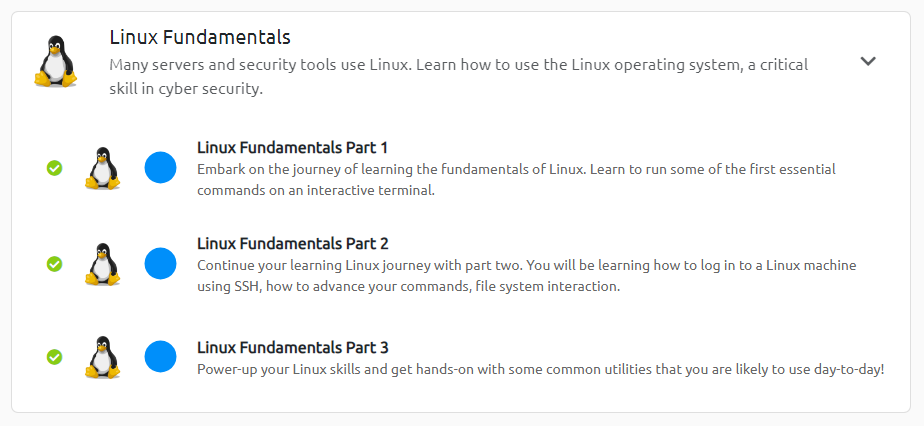 Linux Fundamentals
Many servers and security tools use Linux. Learn how to use the Linux operating system, a critical
skill in cyber security.
Linux Fundamentals Part 1
Embark on the journey of learning the fundamentals of Linux. Learn to run some of the first essential
commands on an interactive terminal.
Linux Fundamentals Part 2
Continue your learning Linux journey with part two. You will be learning how to log in to a Linux machine
using SSH, how to advance your commands, file system interaction.
Linux Fundamentals Part 3
Power-up your Linux skills and get hands-on with some common utilities that you are likely to use day-to-day!